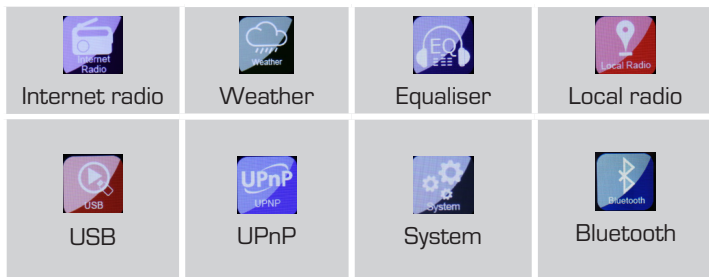 Internet
Radio
Weather
EQ
Local Radio
Internet radio
Weather
Equaliser
Local radio
USB
UPnP
UPNP
System
Bluetooth
USB
UPnP
System
Bluetooth